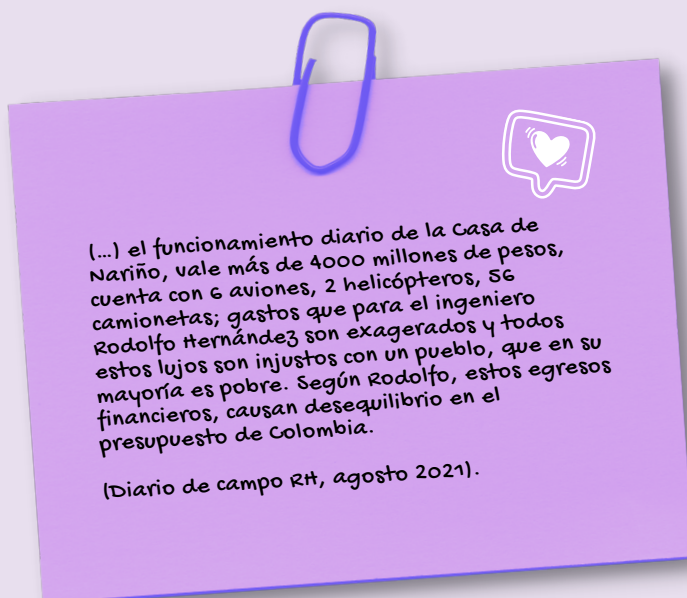 (...) el funcionamiento diario de la Casa de
Nariño, vale más de 4000 millones de pesos,
cuenta con 6 aviones, 2 helicópteros, 56
camionetas; gastos que para el ingeniero
Rodolfo Hernández son exagerados y todos
estos lujos son injustos con un pueblo, que en su
mayoría es pobre. Según Rodolfo, estos egresos
financieros, causan desequilibrio en el
presupuesto de Colombia.
(Diario de campo RH, agosto 2021).